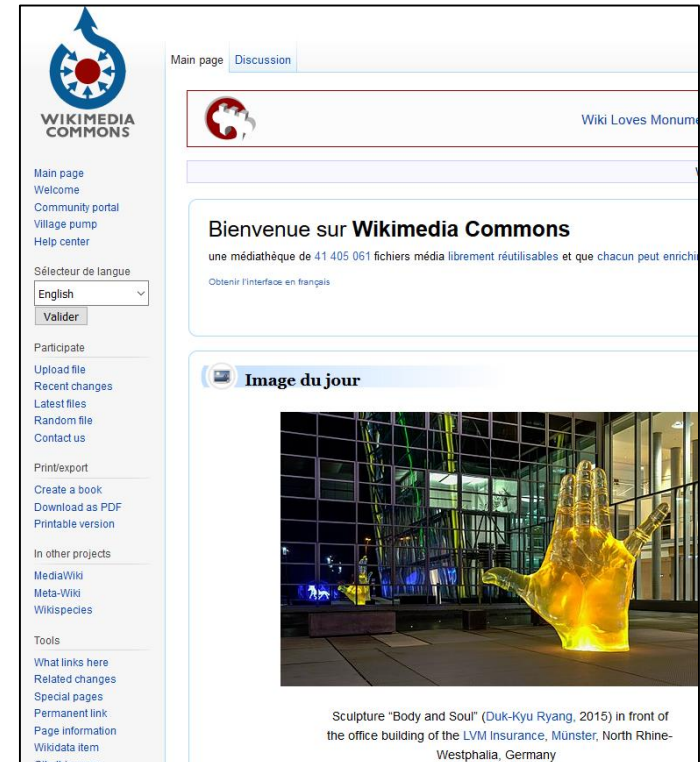 WIKIMEDIA
COMMONS
Main page
Welcome
Community portal
Village pump
Help center
Sélecteur de langue
English
Valider
Participate
Upload file
Recent changes
Latest files
Random file
Contact us
Print/export
Create a book
Download as PDF
Printable version
In other projects
MediaWiki
Meta-Wiki
Wikispecies
Tools
What links here
Related changes
Special pages
Permanent link
Page information
Wikidata item
Main page Discussion
Wiki Loves
Bienvenue sur Wikimedia Commons
une médiathèque de 41 405 061 fichiers média librement réutilisables et que chacun peut
Obtenir l'interface en français
Image du jour
Sculpture “Body and Soul” (Duk-Kyu Ryang, 2015) in front of
the office building of the LVM Insurance, Münster, North Rhine-
Westphalia, Germany